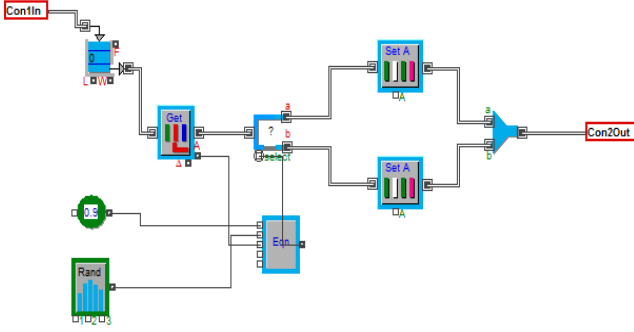 Con1In
F
0
L W
Set A
A
Get
A
Δ
a
?
b
select
a
b
Con2Out
Set A
A
0.9
Eqn
Rand
1 2 3